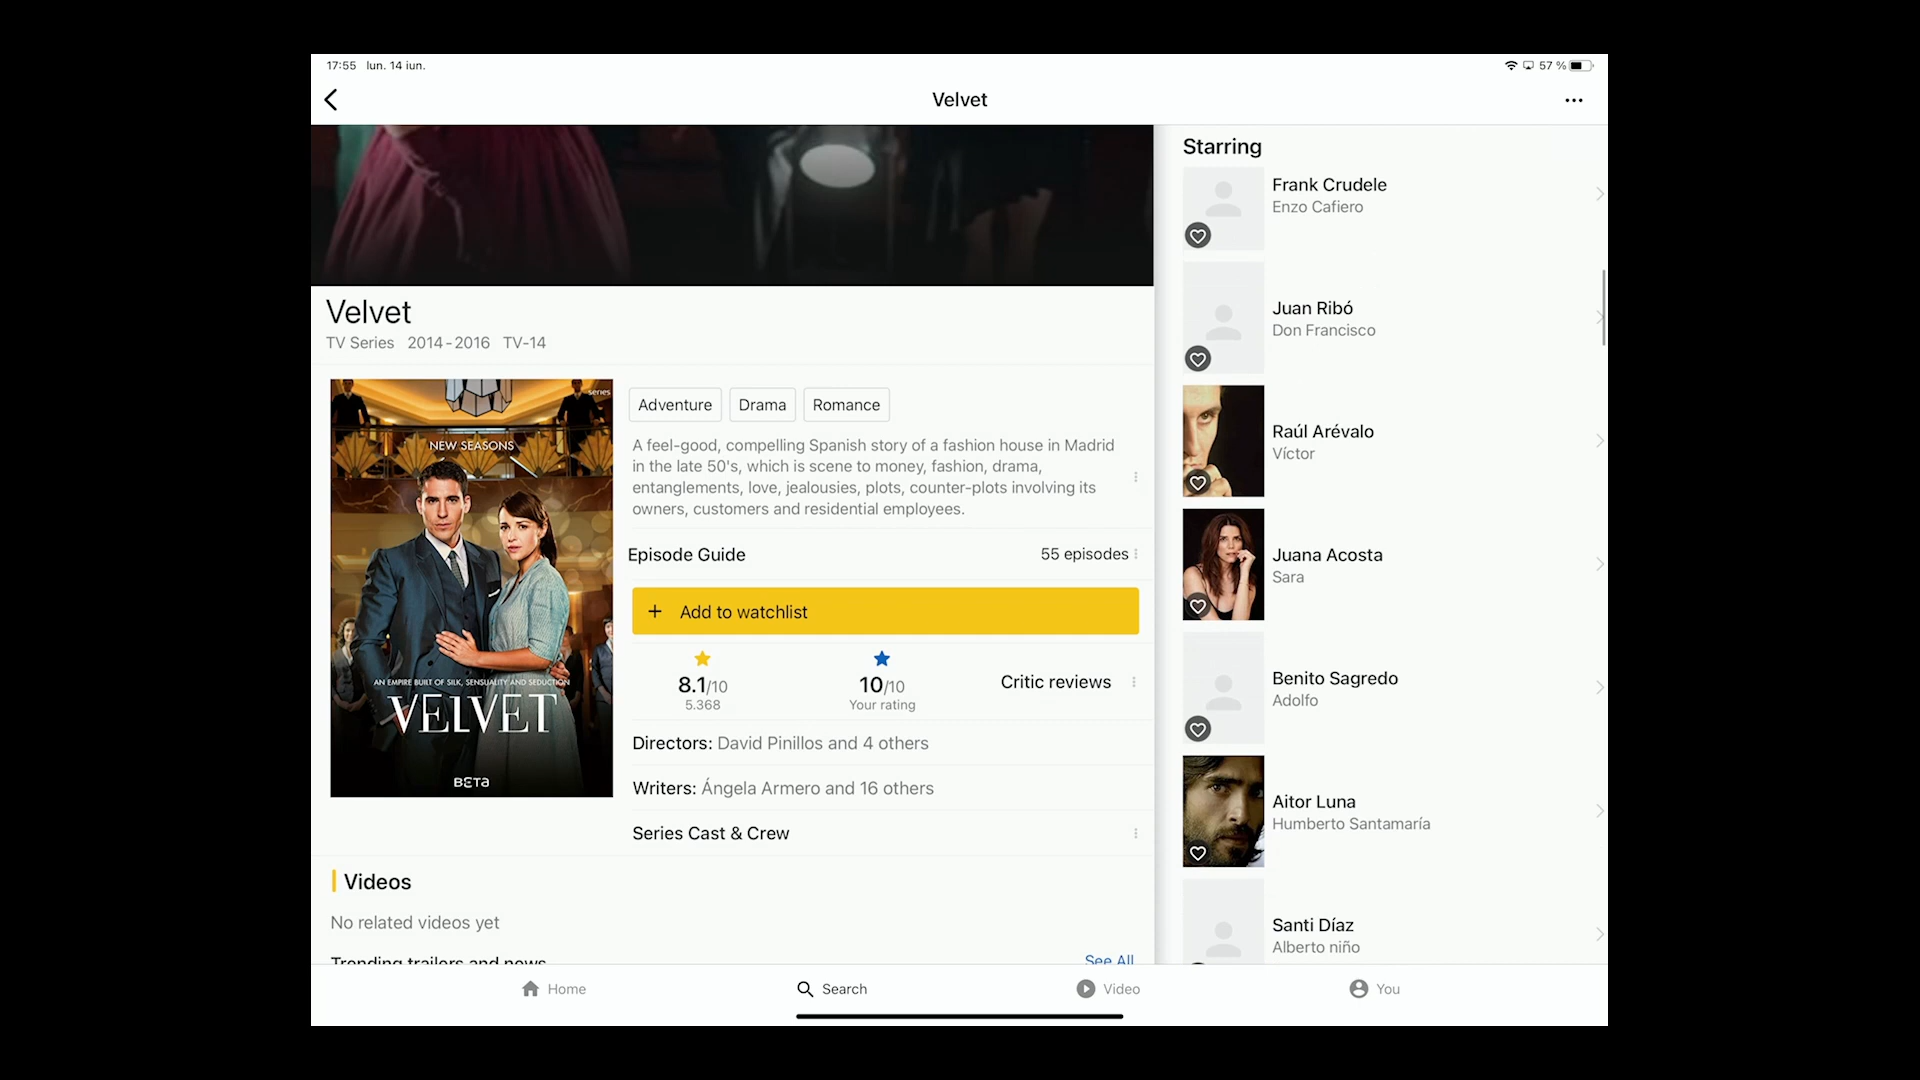 17:55 lun. 14 iun.
57 %
Velvet
Velvet
TV Series 2014-2016 TV-14
series
NEW SEASONS
AN EMPIRE BUILT OF SILK, SENSUALITY AND SEDUCTION
VELVET
BETA
Adventure
Drama
Romance
A feel-good, compelling Spanish story of a fashion house in Madrid
in the late 50's, which is scene to money, fashion, drama,
entanglements, love, jealousies, plots, counter-plots involving its
owners, customers and residential employees.
Episode Guide
55 episodes
+ Add to watchlist
8.1/10
5.368
10/10
Your rating
Critic reviews
Directors: David Pinillos and 4 others
Writers: Ángela Armero and 16 others
Series Cast & Crew
Videos
No related videos yet
Trending trailers and news
See All
Starring
Frank Crudele
Enzo Cafiero
Juan Ribó
Don Francisco
Raúl Arévalo
Víctor
Juana Acosta
Sara
Benito Sagredo
Adolfo
Aitor Luna
Humberto Santamaría
Santi Díaz
Alberto niño
Home
Search
Video
You